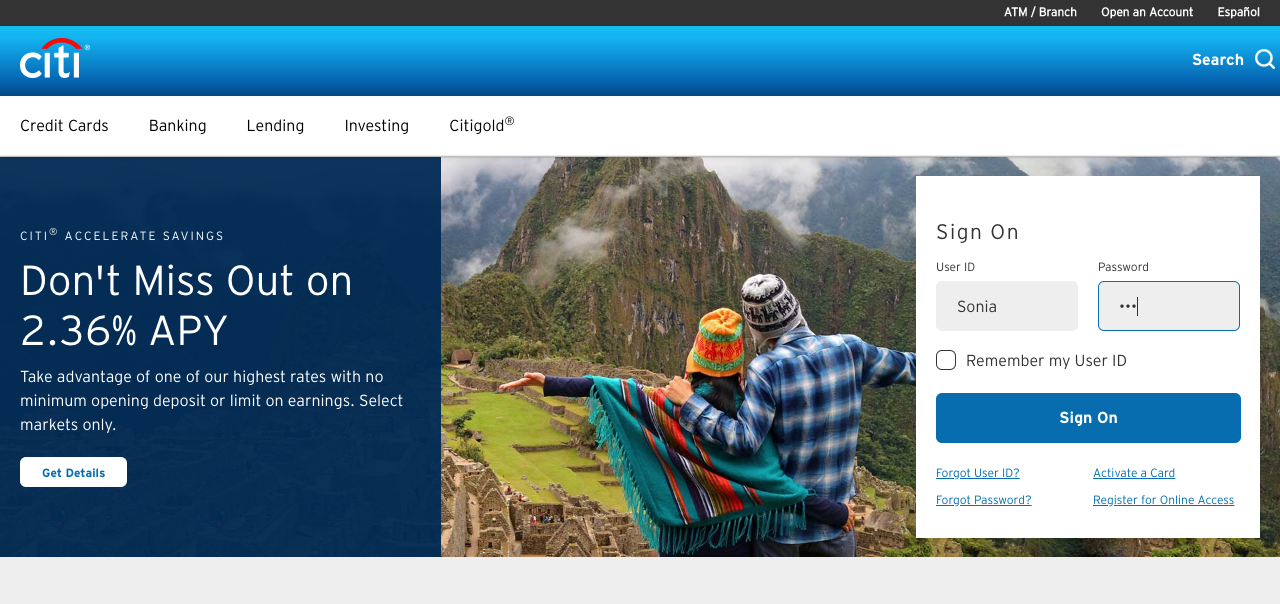 ATM / Branch Open an Account Español
citi®
Search
Credit Cards Banking Lending Investing Citigold®
CITI® ACCELERATE SAVINGS
Don't Miss Out on
2.36% APY
Take advantage of one of our highest rates with no
minimum opening deposit or limit on earnings. Select
markets only.
Get Details
Sign On
User ID Password
Sonia •••
Remember my User ID
Sign On
Forgot User ID? Activate a Card
Forgot Password? Register for Online Access